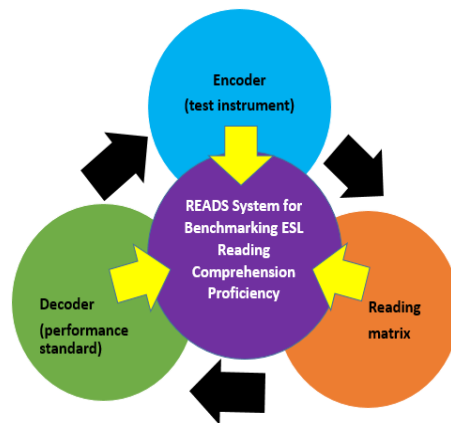 Encoder
(test instrument)
READS System for
Benchmarking ESL
Reading
Comprehension
Proficiency
Decoder
(performance
standard)
Reading
matrix